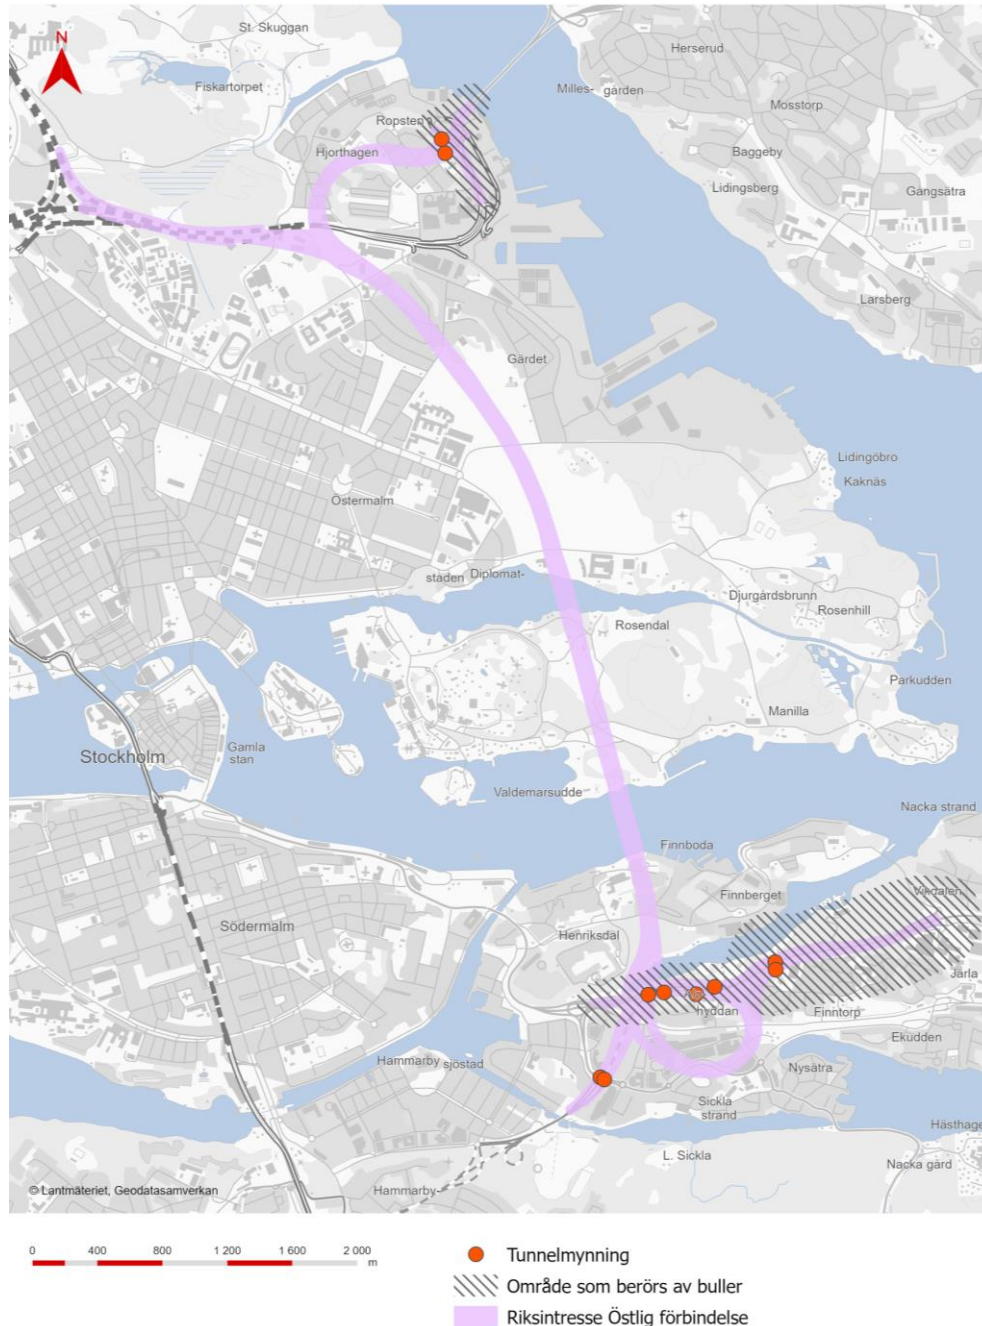 St. Skuggan
N
Herserud
Fiskartorpet
Milles-
gården
Mosstorp
Ropsten
Hjorthagen
Baggeby
Lidingsberg
Gångsätra
Larsberg
Gärdet
Lidingöbro
Kaknäs
Östermalm
Diplomat-
staden
Djurgårdsbrunn
Rosenhill
Rosendal
Parkudden
Manilla
Gamla
stan
Stockholm
Valdemarsudde
Nacka strand
Finnboda
Finnberget
Vikdalen
Södermalm
Henriksdal
Järla
hyddan
Finntorp
Ekudden
Hammarby
sjöstad
Nysätra
Sickla
strand
Hästhage
L. Sickla
Nacka gård
© Lantmäteriet, Geodatasamverkan
Hammarby-
0 400 800 1 200 1 600 2 000
m
Tunnelmynning
Område som berörs av buller
Riksintresse Östlig förbindelse